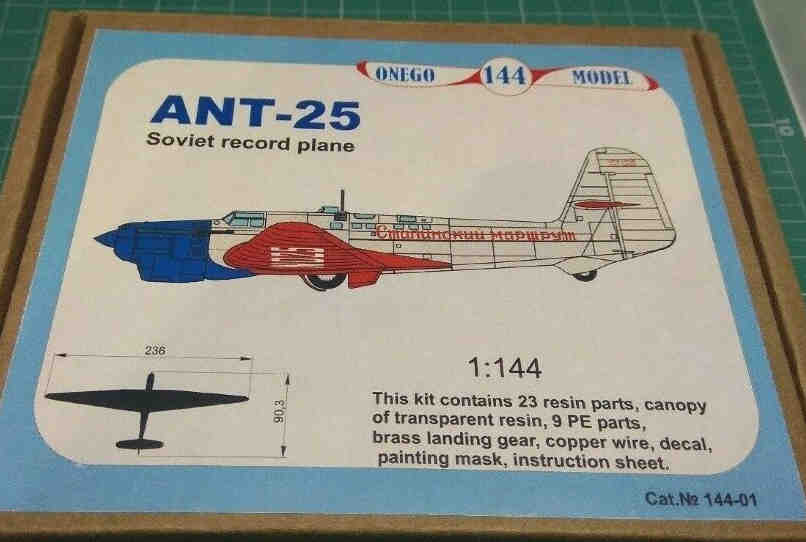 ONEGO 144 MODEL
ANT-25
Soviet record plane
Сталинский маршрут
236
90,3
1:144
This kit contains 23 resin parts, canopy
of transparent resin, 9 PE parts,
brass landing gear, copper wire, decal,
painting mask, instruction sheet.
Cat.№ 144-01
10